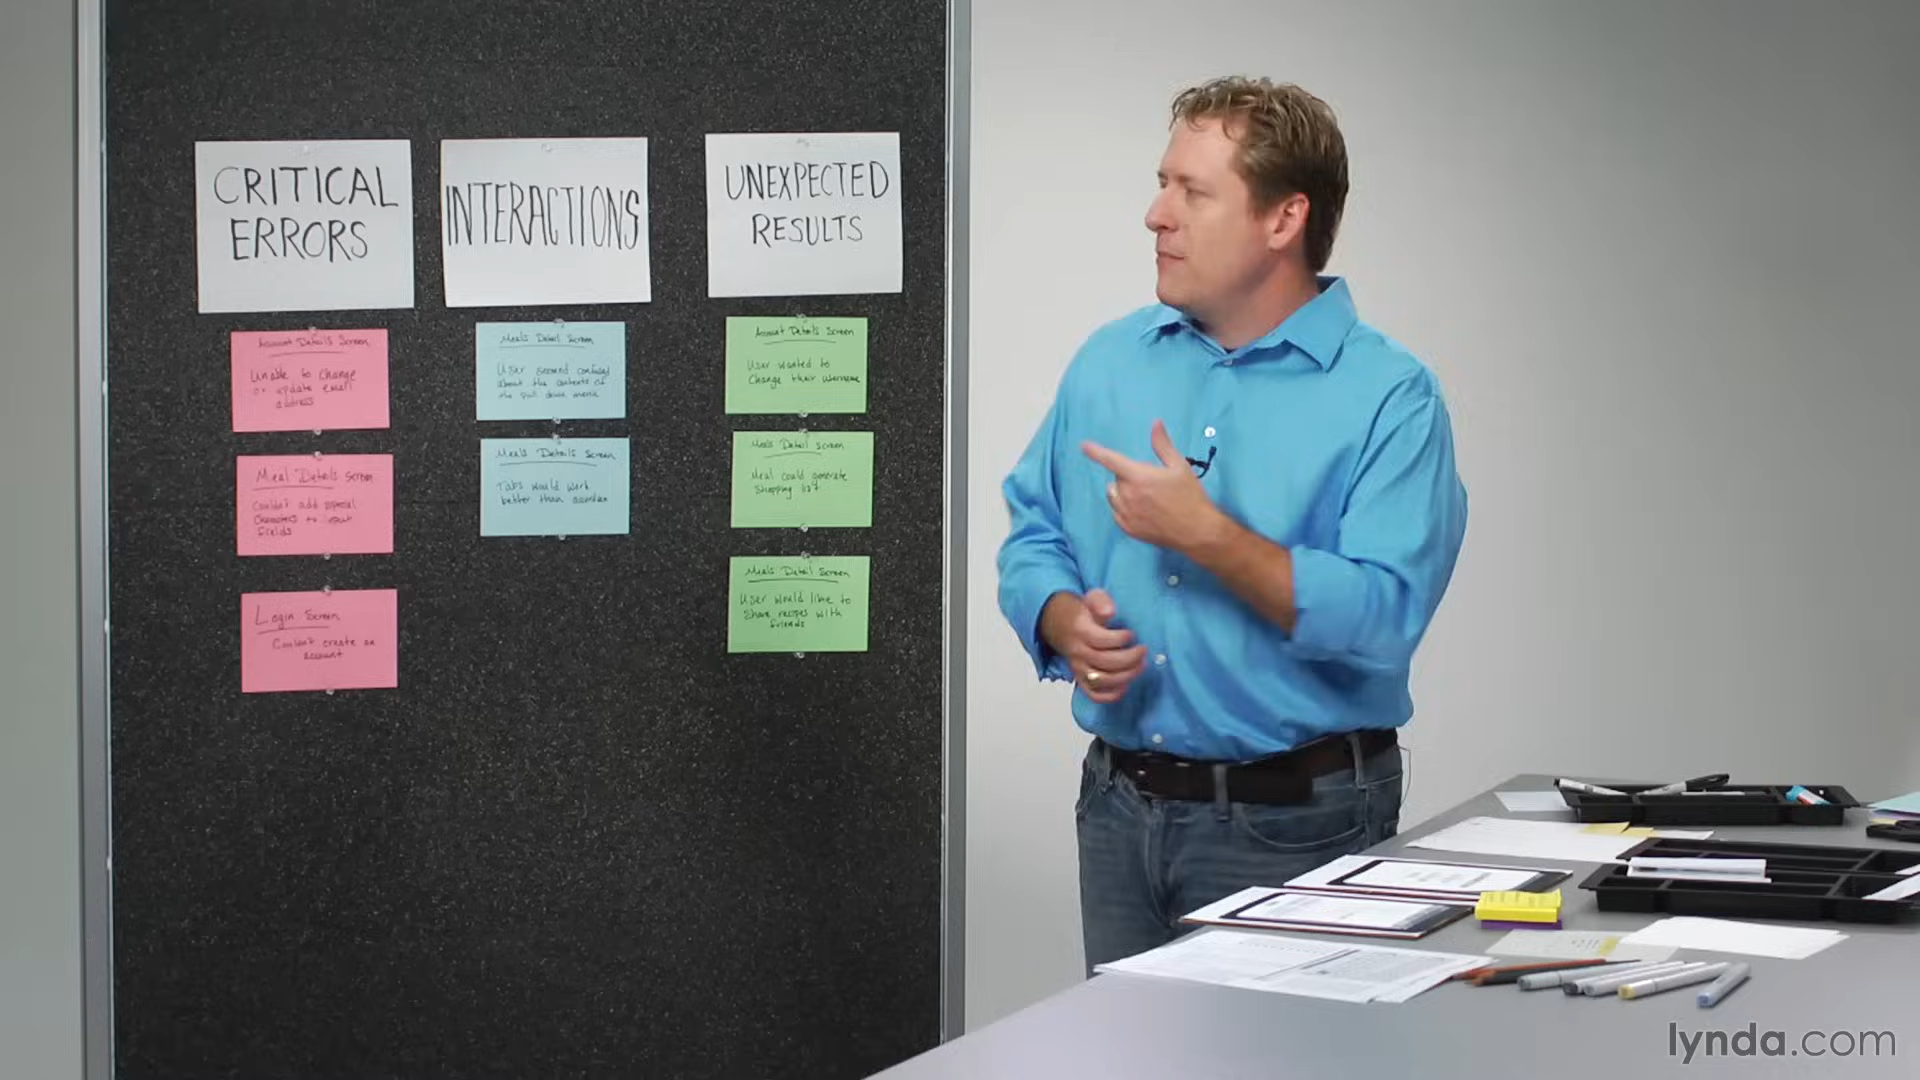 CRITICAL
ERRORS
INTERACTIONS
UNEXPECTED
RESULTS
Account Details Screen
Unable to change
or update email
address
Meal Details Screen
Couldn't add special
characters to input
fields
Login Screen
Couldn't create an
account
Meals Detail Screen
User seemed confused
about the contents of
the pull down menu
Meals Details Screen
Tabs would work
better than
Account Details Screen
User wanted to
change their username
Meals Detail Screen
Meal could generate
shopping list
Meals Detail Screen
User would like to
share recipes with
friends
lynda.com